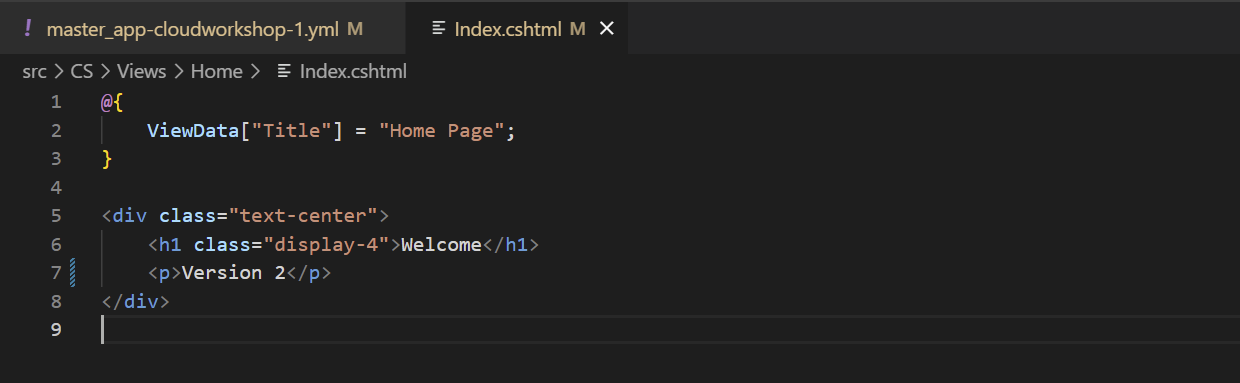 ! master_app-cloudworkshop-1.yml M Index.cshtml M
src > CS > Views > Home > Index.cshtml
1 @{
2     ViewData["Title"] = "Home Page";
3 }
4
5 <div class="text-center">
6     <h1 class="display-4">Welcome</h1>
7     <p>Version 2</p>
8 </div>
9